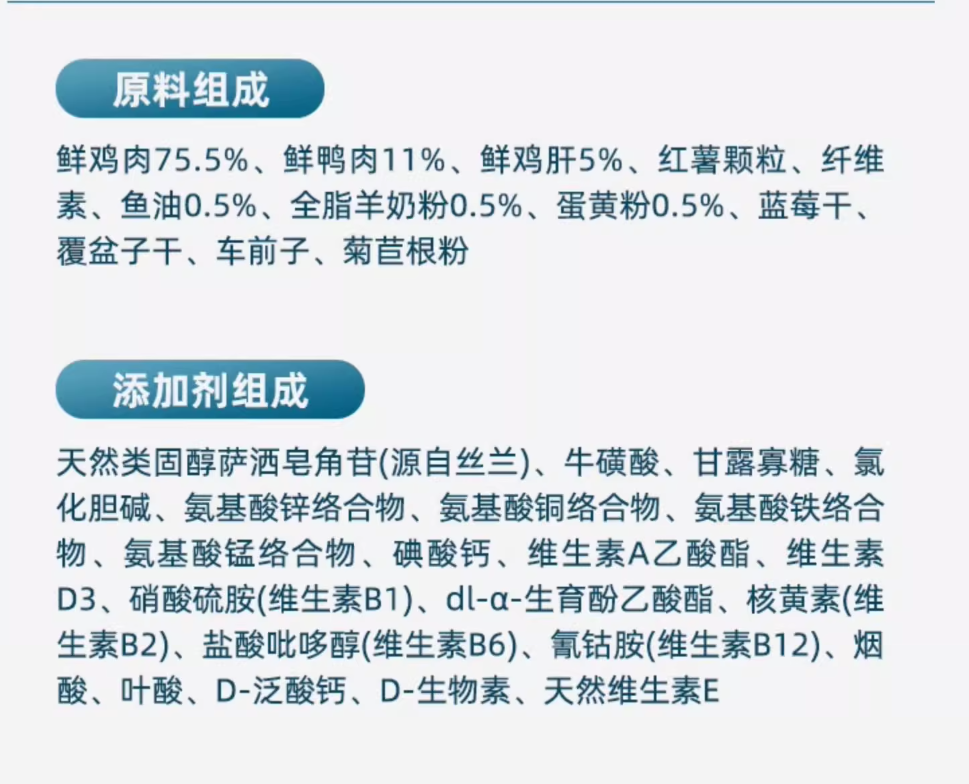 原料组成
鲜鸡肉75.5%、鲜鸭肉11%、鲜鸡肝5%、红薯颗粒、纤维
素、鱼油0.5%、全脂羊奶粉0.5%、蛋黄粉0.5%、蓝莓干、
覆盆子干、车前子、菊苣根粉
添加剂组成
天然类固醇萨洒皂角苷(源自丝兰)、牛磺酸、甘露寡糖、氯
化胆碱、氨基酸锌络合物、氨基酸铜络合物、氨基酸铁络合
物、氨基酸锰络合物、碘酸钙、维生素A乙酸酯、维生素
D3、硝酸硫胺(维生素B1)、dl-α-生育酚乙酸酯、核黄素(维
生素B2)、盐酸吡哆醇(维生素B6)、氰钴胺(维生素B12)、烟
酸、叶酸、D-泛酸钙、D-生物素、天然维生素E